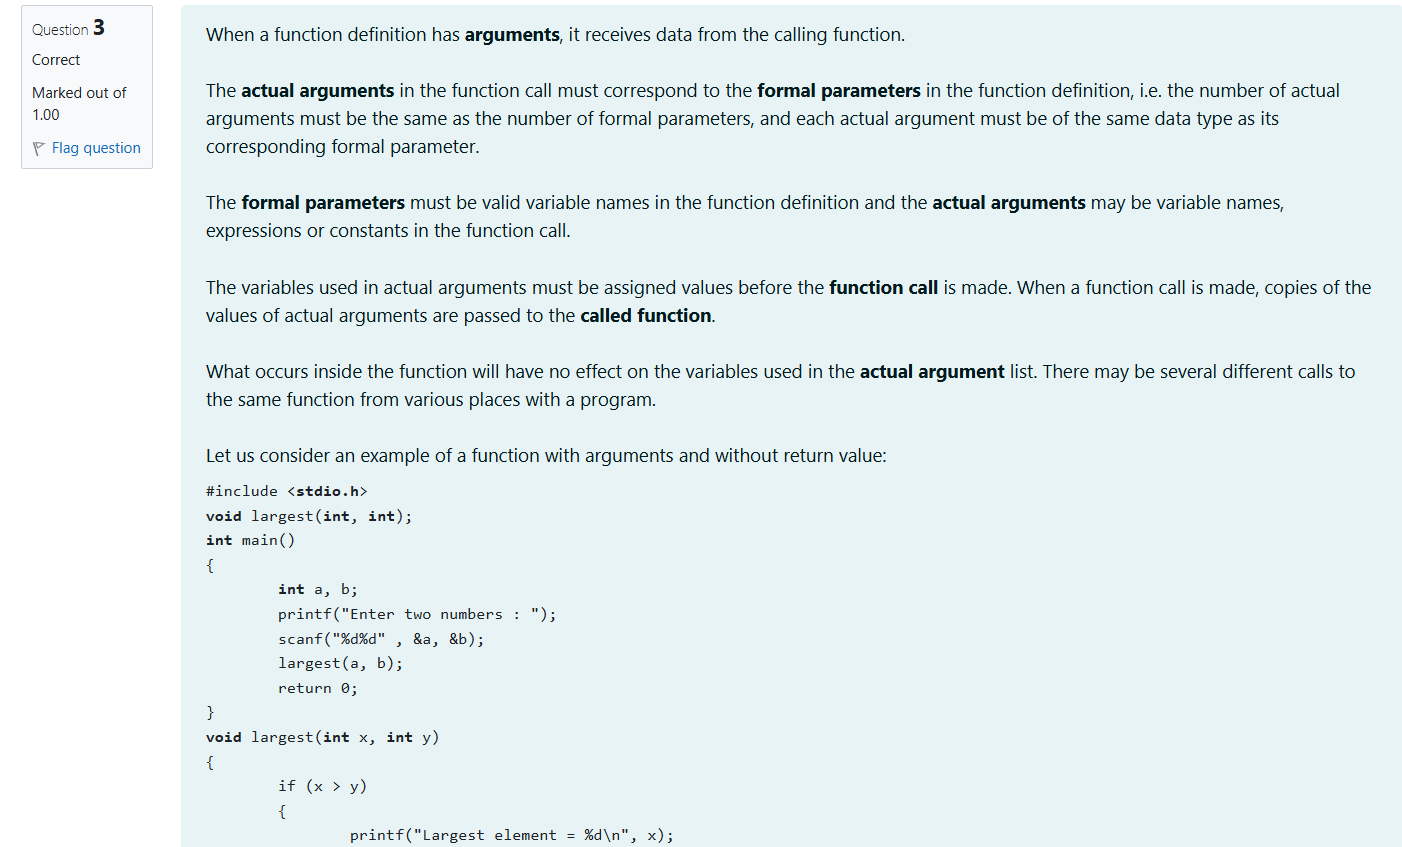 Question 3
Correct
Marked out of
1.00
Flag question
When a function definition has arguments, it receives data from the calling function.
The actual arguments in the function call must correspond to the formal parameters in the function definition, i.e. the number of actual
arguments must be the same as the number of formal parameters, and each actual argument must be of the same data type as its
corresponding formal parameter.
The formal parameters must be valid variable names in the function definition and the actual arguments may be variable names,
expressions or constants in the function call.
The variables used in actual arguments must be assigned values before the function call is made. When a function call is made, copies of the
values of actual arguments are passed to the called function.
What occurs inside the function will have no effect on the variables used in the actual argument list. There may be several different calls to
the same function from various places with a program.
Let us consider an example of a function with arguments and without return value:
#include <stdio.h>
void largest(int, int);
int main()
{
        int a, b;
        printf("Enter two numbers : ");
        scanf("%d%d" , &a, &b);
        largest(a, b);
        return 0;
}
void largest(int x, int y)
{
        if (x > y)
        {
                printf("Largest element = %d\n", x);